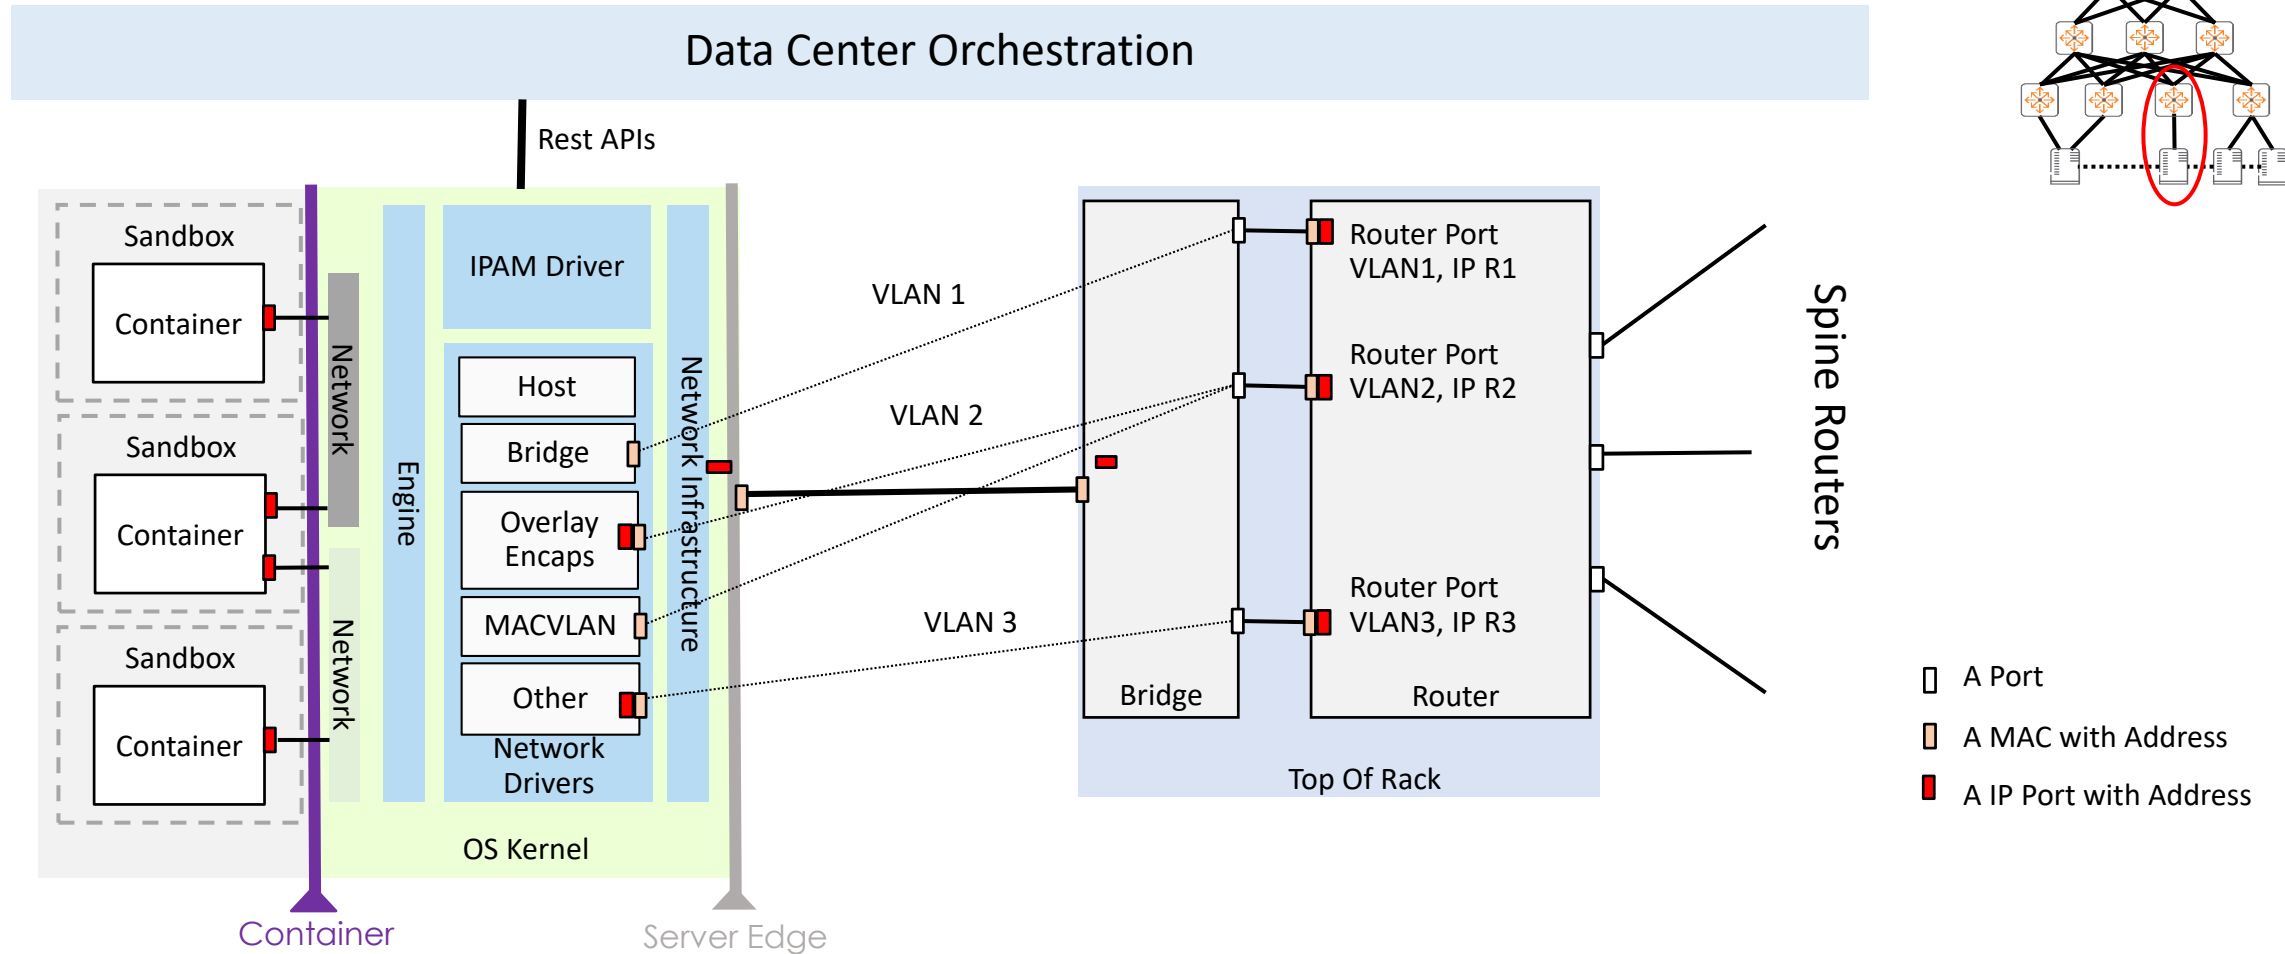 Data Center Orchestration
Rest APIs
Sandbox
Container
Sandbox
Container
Sandbox
Container
Network
Network
Engine
IPAM Driver
Host
Bridge
Overlay
Encaps
MACVLAN
Other
Network
Drivers
Network Infrastructure
OS Kernel
Container
Server Edge
VLAN 1
VLAN 2
VLAN 3
Bridge
Router Port
VLAN1, IP R1
Router Port
VLAN2, IP R2
Router Port
VLAN3, IP R3
Router
Top Of Rack
Spine Routers
A Port
A MAC with Address
A IP Port with Address